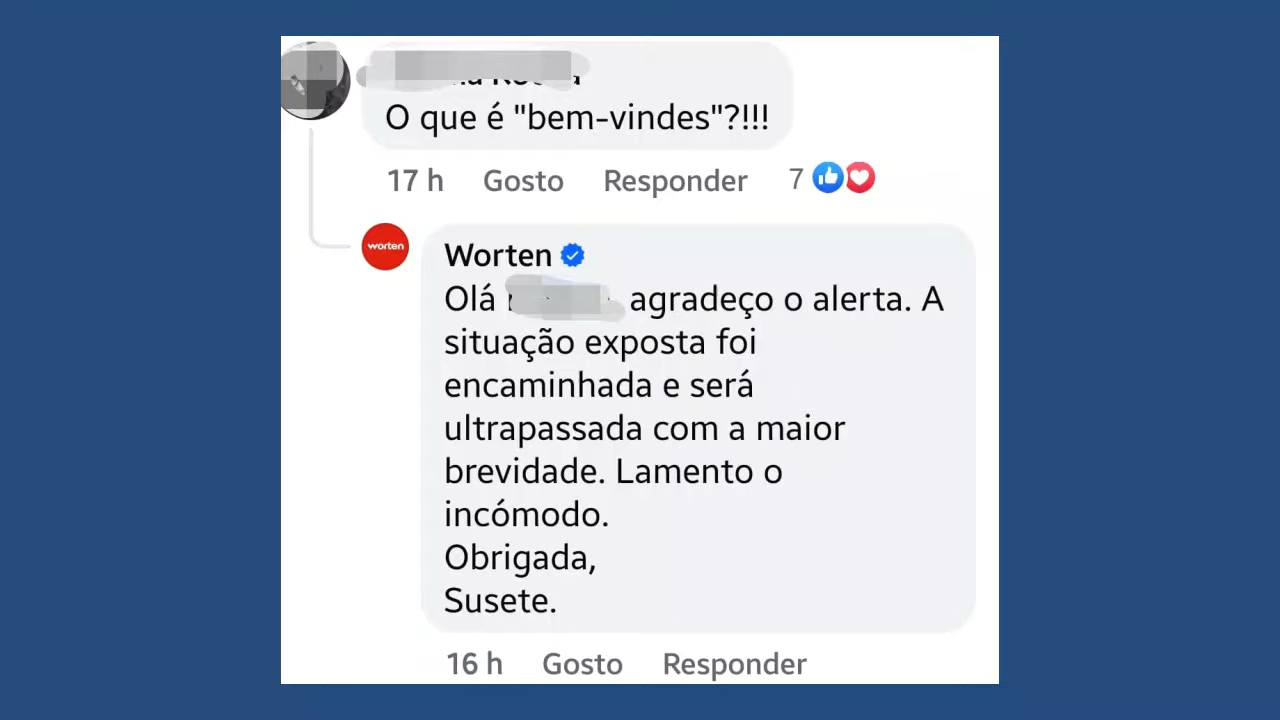 O que é "bem-vindes"?!!!
17 h Gosto Responder 7
worten
Worten
Olá agradeço o alerta. A
situação exposta foi
encaminhada e será
ultrapassada com a maior
brevidade. Lamento o
incómodo.
Obrigada,
Susete.
16 h Gosto Responder